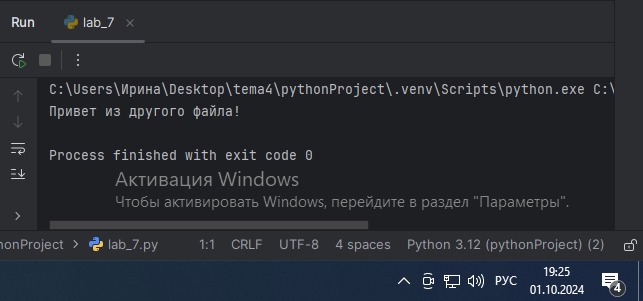 Run lab_7
C:\Users\Ирина\Desktop\tema4\pythonProject\.venv\Scripts\python.exe C:\
Привет из другого файла!
Process finished with exit code 0
Активация Windows
Чтобы активировать Windows, перейдите в раздел "Параметры".
nonProject > lab_7.py 1:1 CRLF UTF-8 4 spaces Python 3.12 (pythonProject) (2)
РУС 19:25
01.10.2024 4